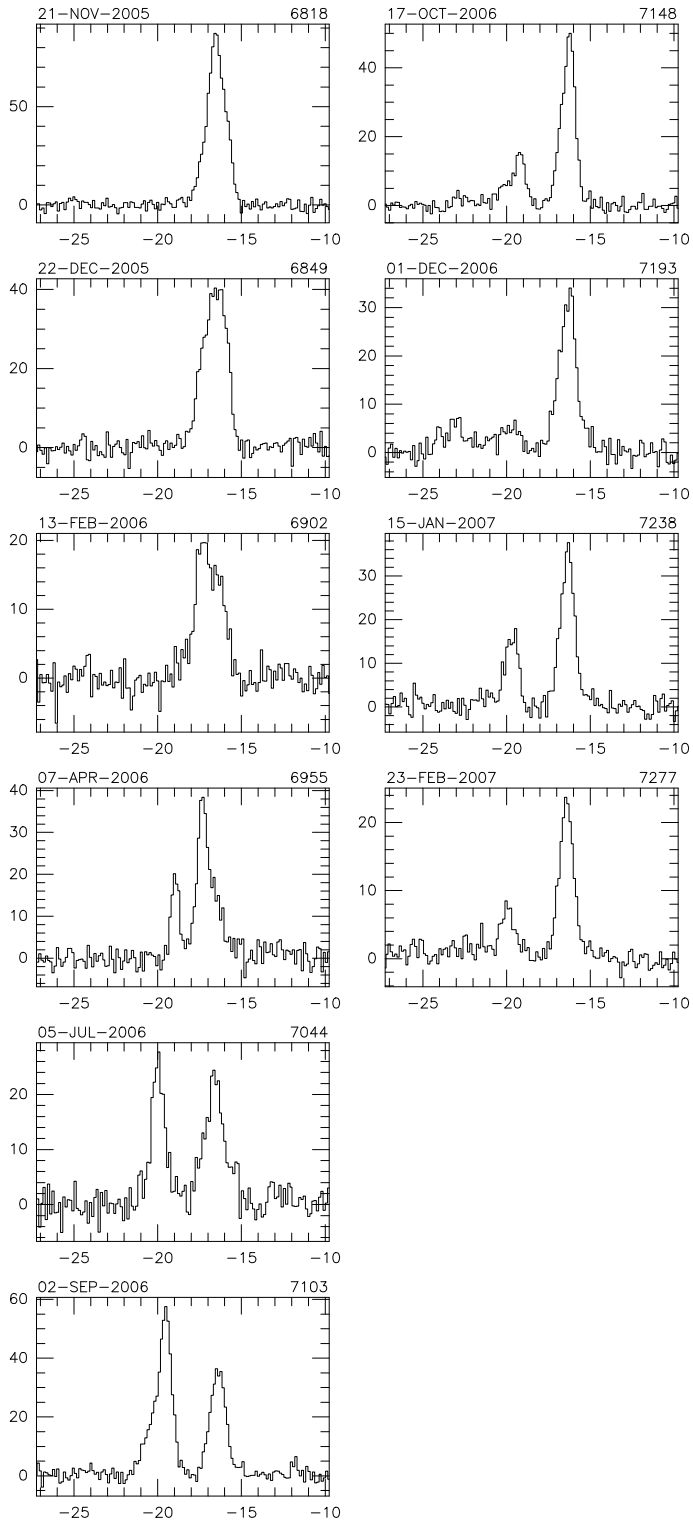 21-NOV-2005 6818
50
0
-25 -20 -15 -10
22-DEC-2005 6849
40
20
0
-25 -20 -15 -10
13-FEB-2006 6902
20
10
0
-25 -20 -15 -10
07-APR-2006 6955
40
30
20
10
0
-25 -20 -15 -10
05-JUL-2006 7044
20
10
0
-25 -20 -15 -10
02-SEP-2006 7103
60
40
20
0
-25 -20 -15 -10
17-OCT-2006 7148
40
20
0
-25 -20 -15 -10
01-DEC-2006 7193
30
20
10
0
-25 -20 -15 -10
15-JAN-2007 7238
30
20
10
0
-25 -20 -15 -10
23-FEB-2007 7277
20
10
0
-25 -20 -15 -10